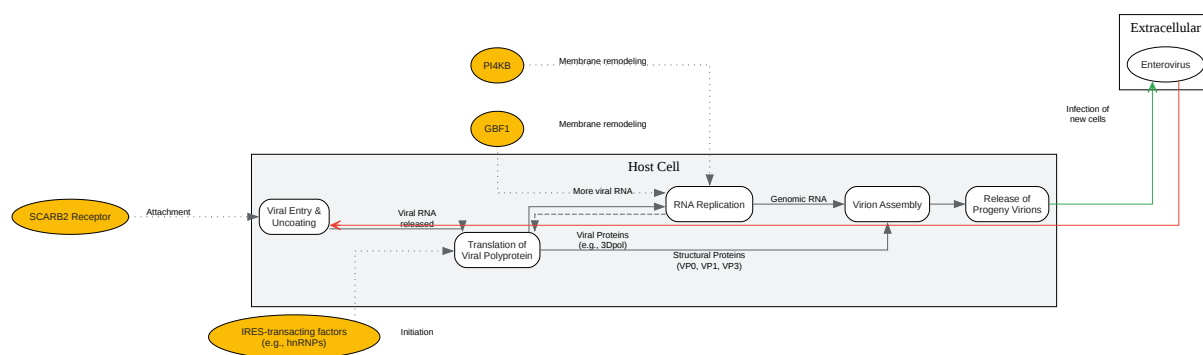 Extracellular
Enterovirus
PI4KB
Membrane remodeling
Infection of
new cells
GBF1
Membrane remodeling
Host Cell
More viral RNA
RNA Replication
Genomic RNA
Virion Assembly
Release of
Progeny Virions
SCARB2 Receptor
Attachment
Viral Entry &
Uncoating
Viral RNA
released
Translation of
Viral Polyprotein
Viral Proteins
(e.g., 3Dpol)
Structural Proteins
(VP0, VP1, VP3)
IRES-transacting factors
(e.g., hnRNPs)
Initiation